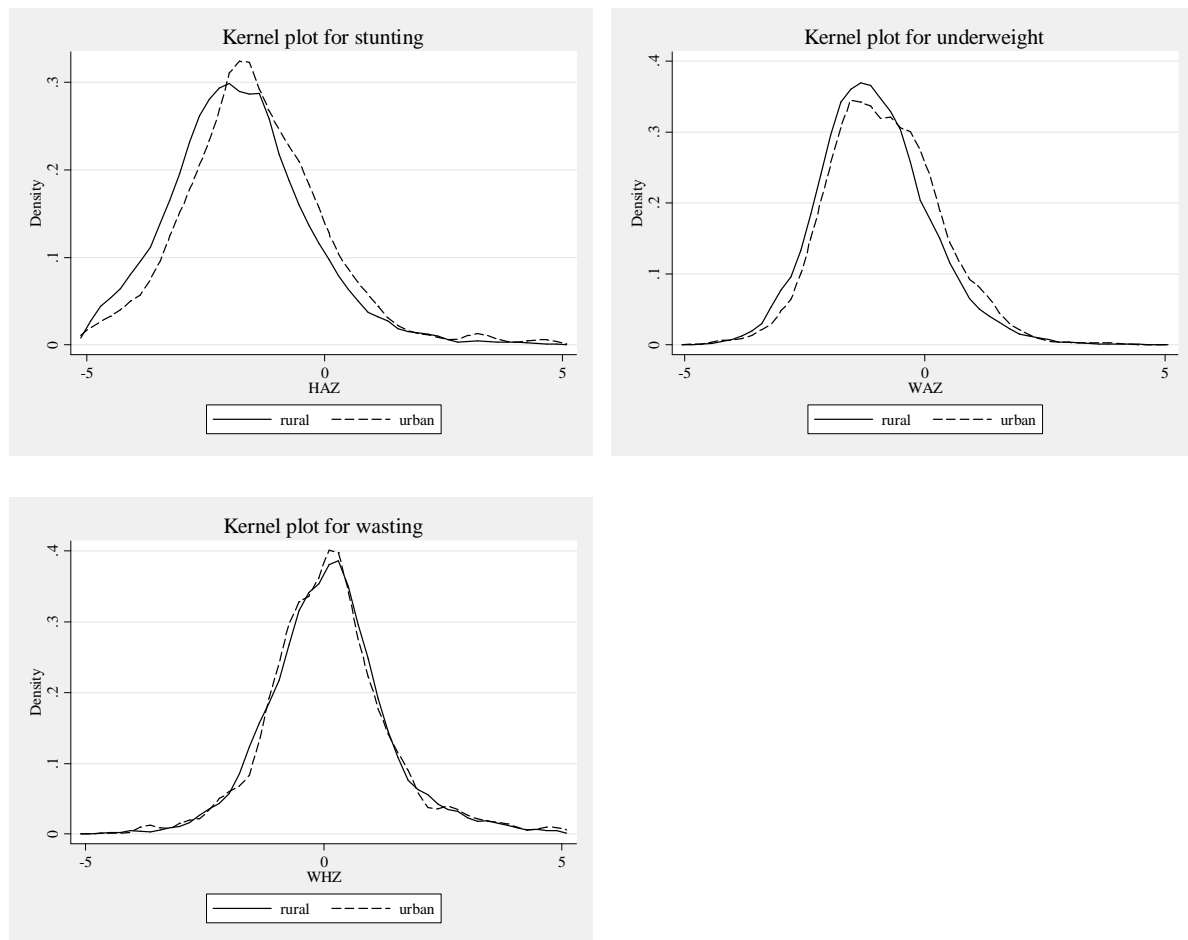 Kernel plot for stunting
.3
.2
.1
0
Density
-5 0 5
HAZ
rural urban
Kernel plot for underweight
.4
.3
.2
.1
0
Density
-5 0 5
WAZ
rural urban
Kernel plot for wasting
.4
.3
.2
.1
0
Density
-5 0 5
WHZ
rural urban